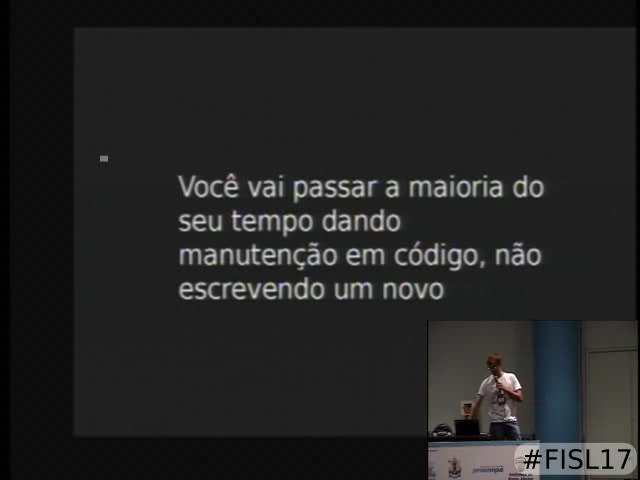 Você vai passar a maioria do
seu tempo dando
manutenção em código, não
escrevendo um novo
#FISL17